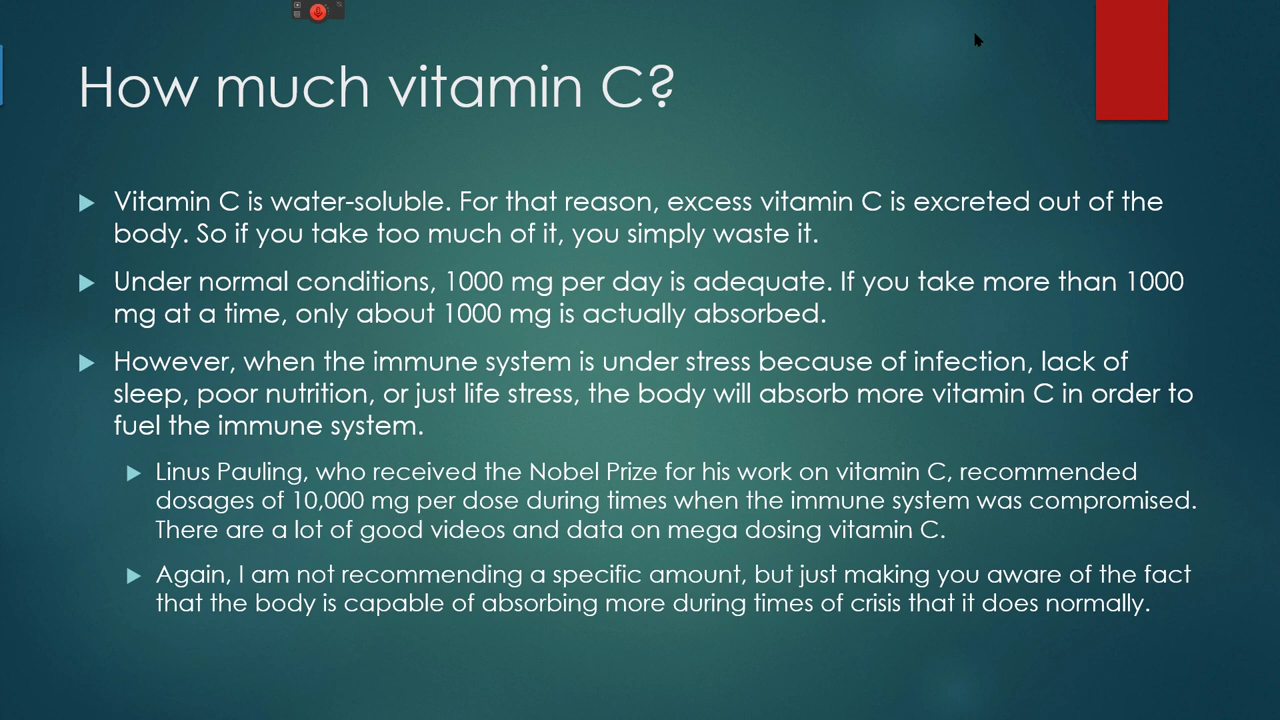 How much vitamin C?
Vitamin C is water-soluble. For that reason, excess vitamin C is excreted out of the
body. So if you take too much of it, you simply waste it.
Under normal conditions, 1000 mg per day is adequate. If you take more than 1000
mg at a time, only about 1000 mg is actually absorbed.
However, when the immune system is under stress because of infection, lack of
sleep, poor nutrition, or just life stress, the body will absorb more vitamin C in order to
fuel the immune system.
Linus Pauling, who received the Nobel Prize for his work on vitamin C, recommended
dosages of 10,000 mg per dose during times when the immune system was compromised.
There are a lot of good videos and data on mega dosing vitamin C.
Again, I am not recommending a specific amount, but just making you aware of the fact
that the body is capable of absorbing more during times of crisis that it does normally.